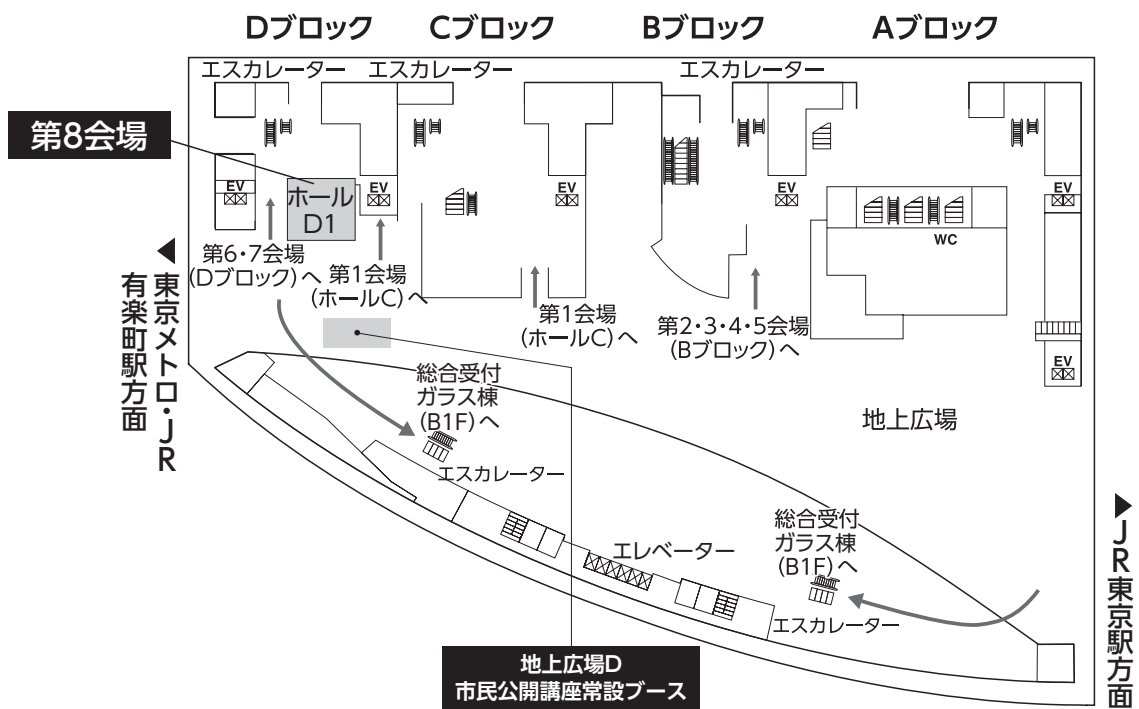 Dブロック
Cブロック
Bブロック
Aブロック
エスカレーター
エスカレーター
エスカレーター
第8会場
EV
ホール
D1
EV
EV
EV
EV
WC
第6・7会場
(Dブロック)へ
第1会場
(ホールC)へ
第1会場
(ホールC)へ
第2・3・4・5会場
(Bブロック)へ
EV
◀東京メトロ・JR
有楽町駅方面
総合受付
ガラス棟
(B1F)へ
エスカレーター
地上広場
エレベーター
総合受付
ガラス棟
(B1F)へ
エスカレーター
▶JR東京駅方面
地上広場D
市民公開講座常設ブース